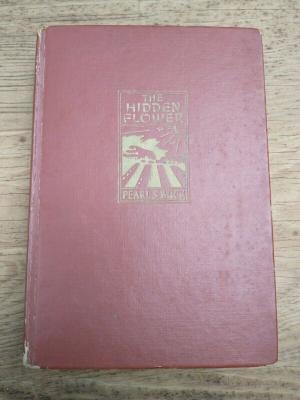 THE
HIDDEN
FLOWER
PEARL S. BUCK